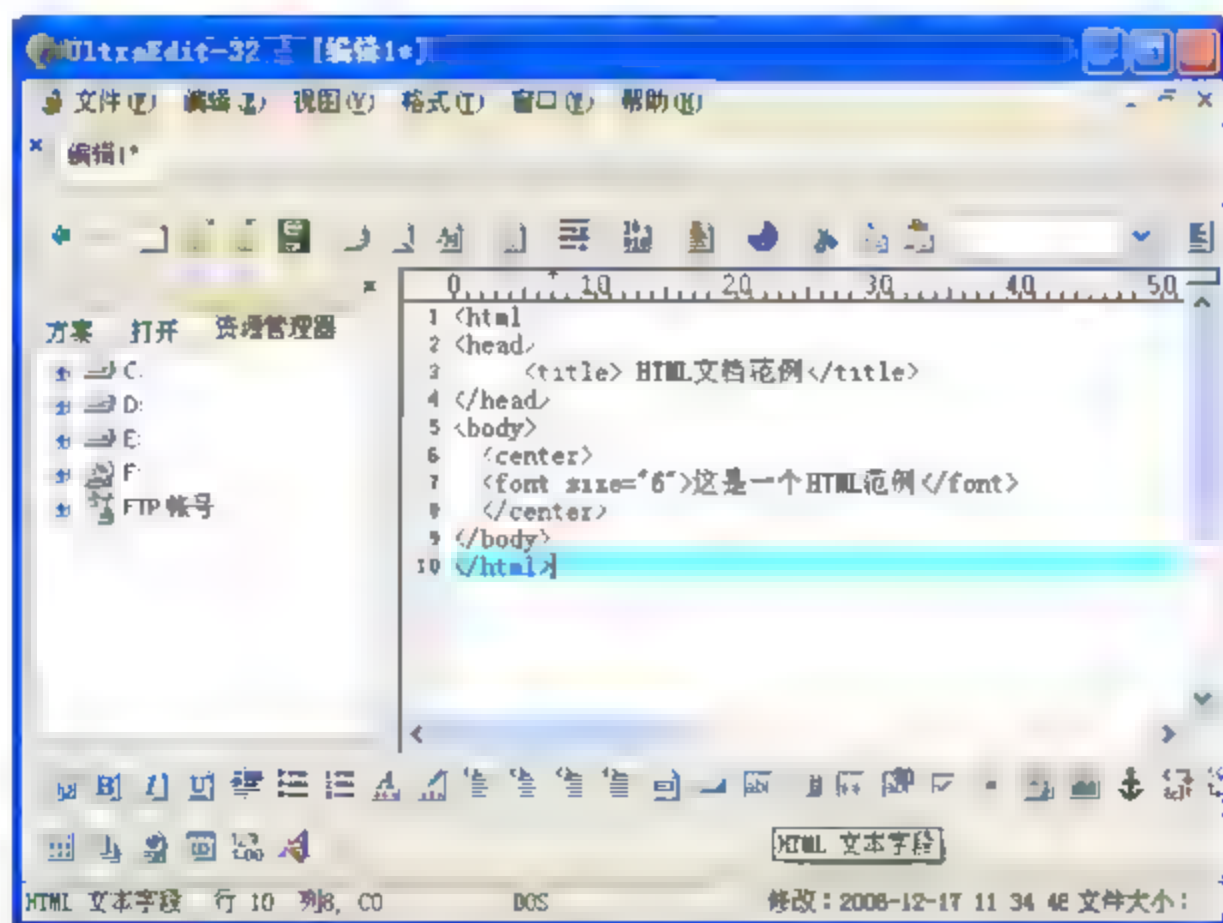 UltraEdit-32 - [编辑1*]
文件(F) 编辑(E) 视图(V) 格式(T) 窗口(W) 帮助(H)
编辑1*
0 10 20 30 40 50
方案 打开 资源管理器
C:
D:
E:
F:
FTP 帐号
1 <html
2 <head>
3 <title> HTML文档范例</title>
4 </head>
5 <body>
6 <center>
7 <font size="6">这是一个HTML范例</font>
8 </center>
9 </body>
10 </html>
HTML 文本字段
HTML 文本字段 行 10 列8, C0 DOS 修改: 2006-12-17 11 34 48 文件大小: